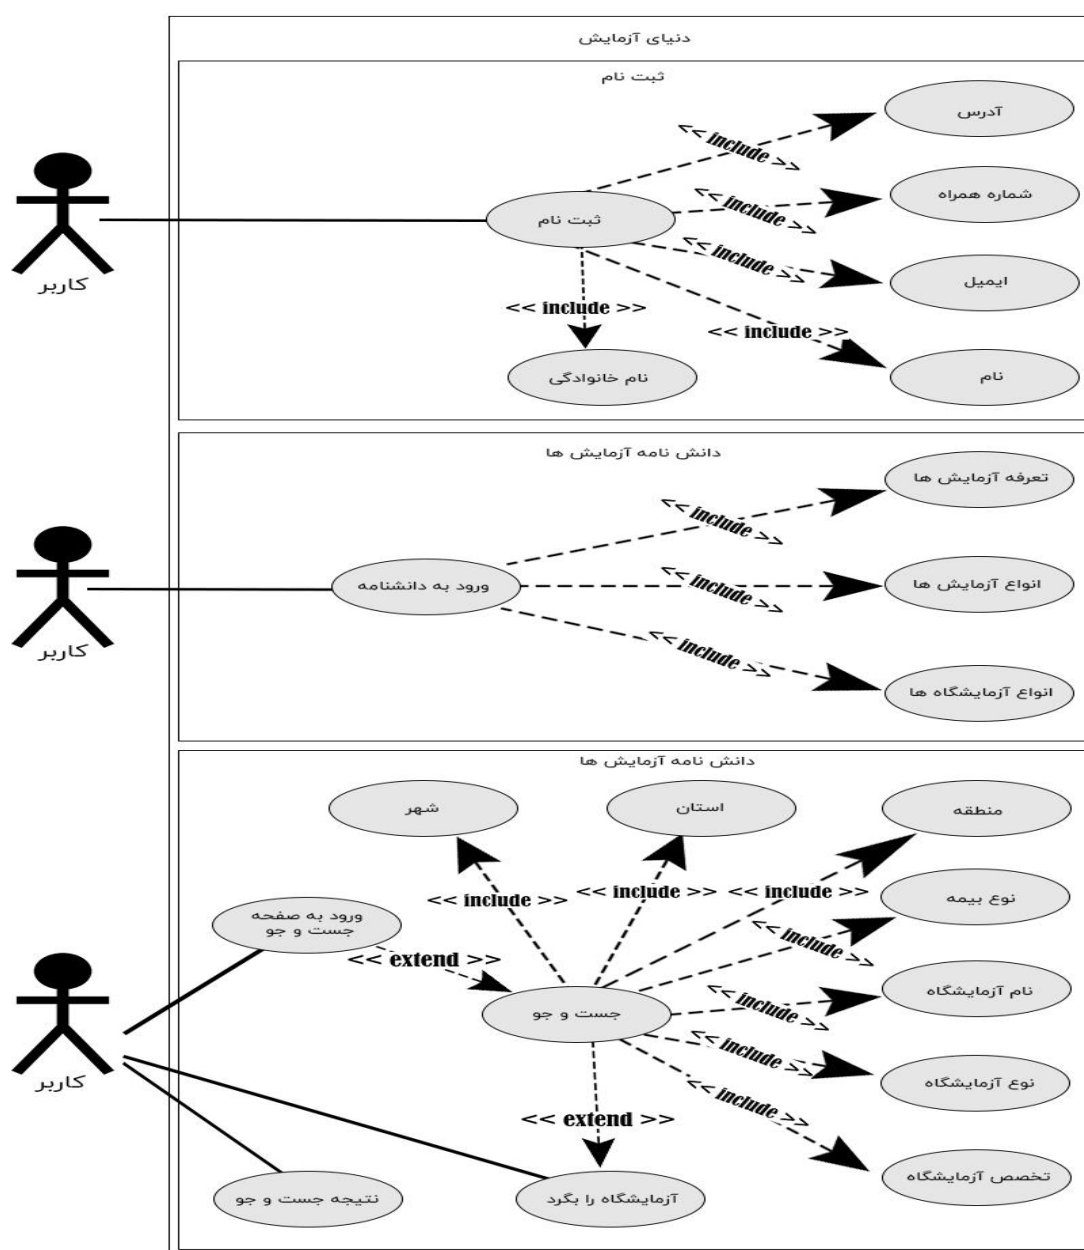 دنیای آزمایش
ثبت نام
آدرس
<< include >>
شماره همراه
<< include >>
ثبت نام
کاربر
ایمیل
<< include >>
<< include >>
<< include >>
نام خانوادگی
نام
دانش نامه آزمایش ها
تعرفه آزمایش ها
<< include >>
ورود به دانشنامه
انواع آزمایش ها
<< include >>
کاربر
<< include >>
انواع آزمایشگاه ها
دانش نامه آزمایش ها
شهر
استان
منطقه
<< include >>
<< include >>
<< include >>
نوع بیمه
ورود به صفحه
جست و جو
<< include >>
<< extend >>
نام آزمایشگاه
<< include >>
جست و جو
کاربر
<< include >>
نوع آزمایشگاه
<< include >>
<< extend >>
تخصص آزمایشگاه
نتیجه جست و جو
آزمایشگاه را بگرد